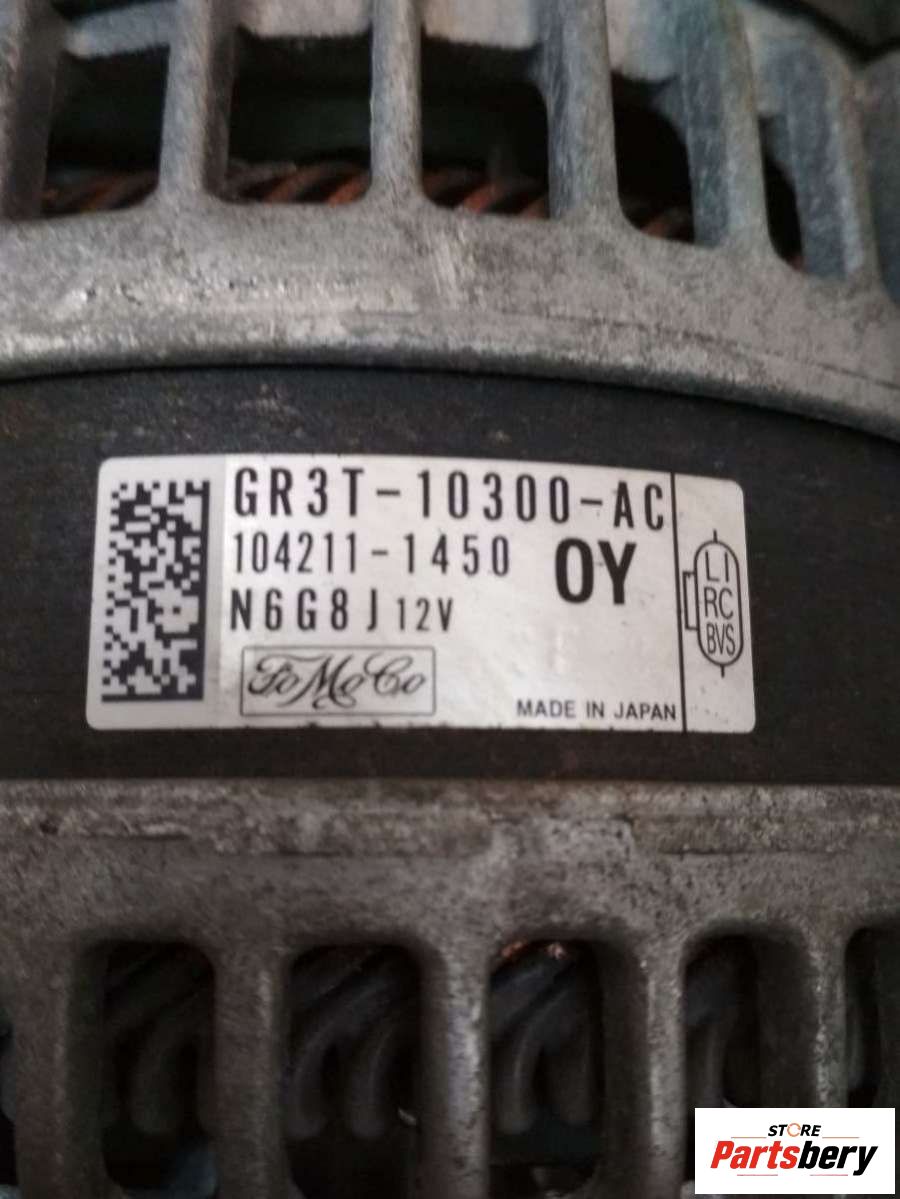 GR3T-10300-AC
104211-1450 OY
N6G8J 12V
FoMoCo
MADE IN JAPAN
LI
RC
BVS
STORE
Partsbery